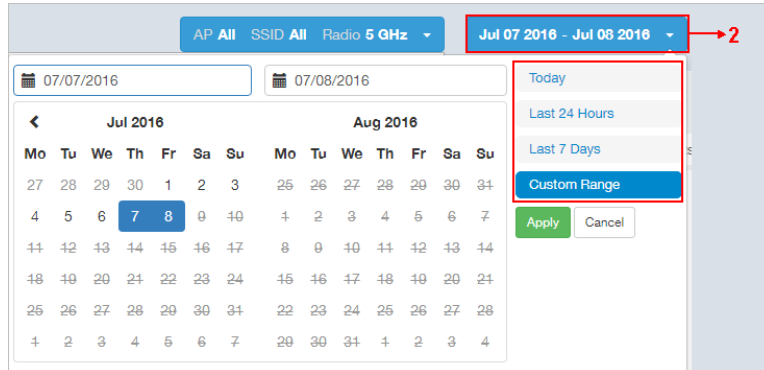 AP All SSID All Radio 5 GHz Jul 07 2016 - Jul 08 2016 2
07/07/2016 07/08/2016
Today
Last 24 Hours
Last 7 Days
Custom Range
Apply Cancel
Jul 2016
Mo Tu We Th Fr Sa Su
27 28 29 30 1 2 3
4 5 6 7 8 9 10
11 12 13 14 15 16 17
18 19 20 21 22 23 24
25 26 27 28 29 30 31
1 2 3 4 5 6 7
Aug 2016
Mo Tu We Th Fr Sa Su
25 26 27 28 29 30 31
1 2 3 4 5 6 7
8 9 10 11 12 13 14
15 16 17 18 19 20 21
22 23 24 25 26 27 28
29 30 31 1 2 3 4